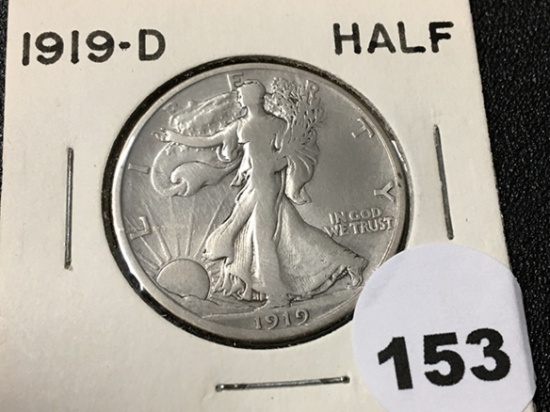 1919-D HALF
LIBERTY
IN GOD
WE TRUST
1919
153